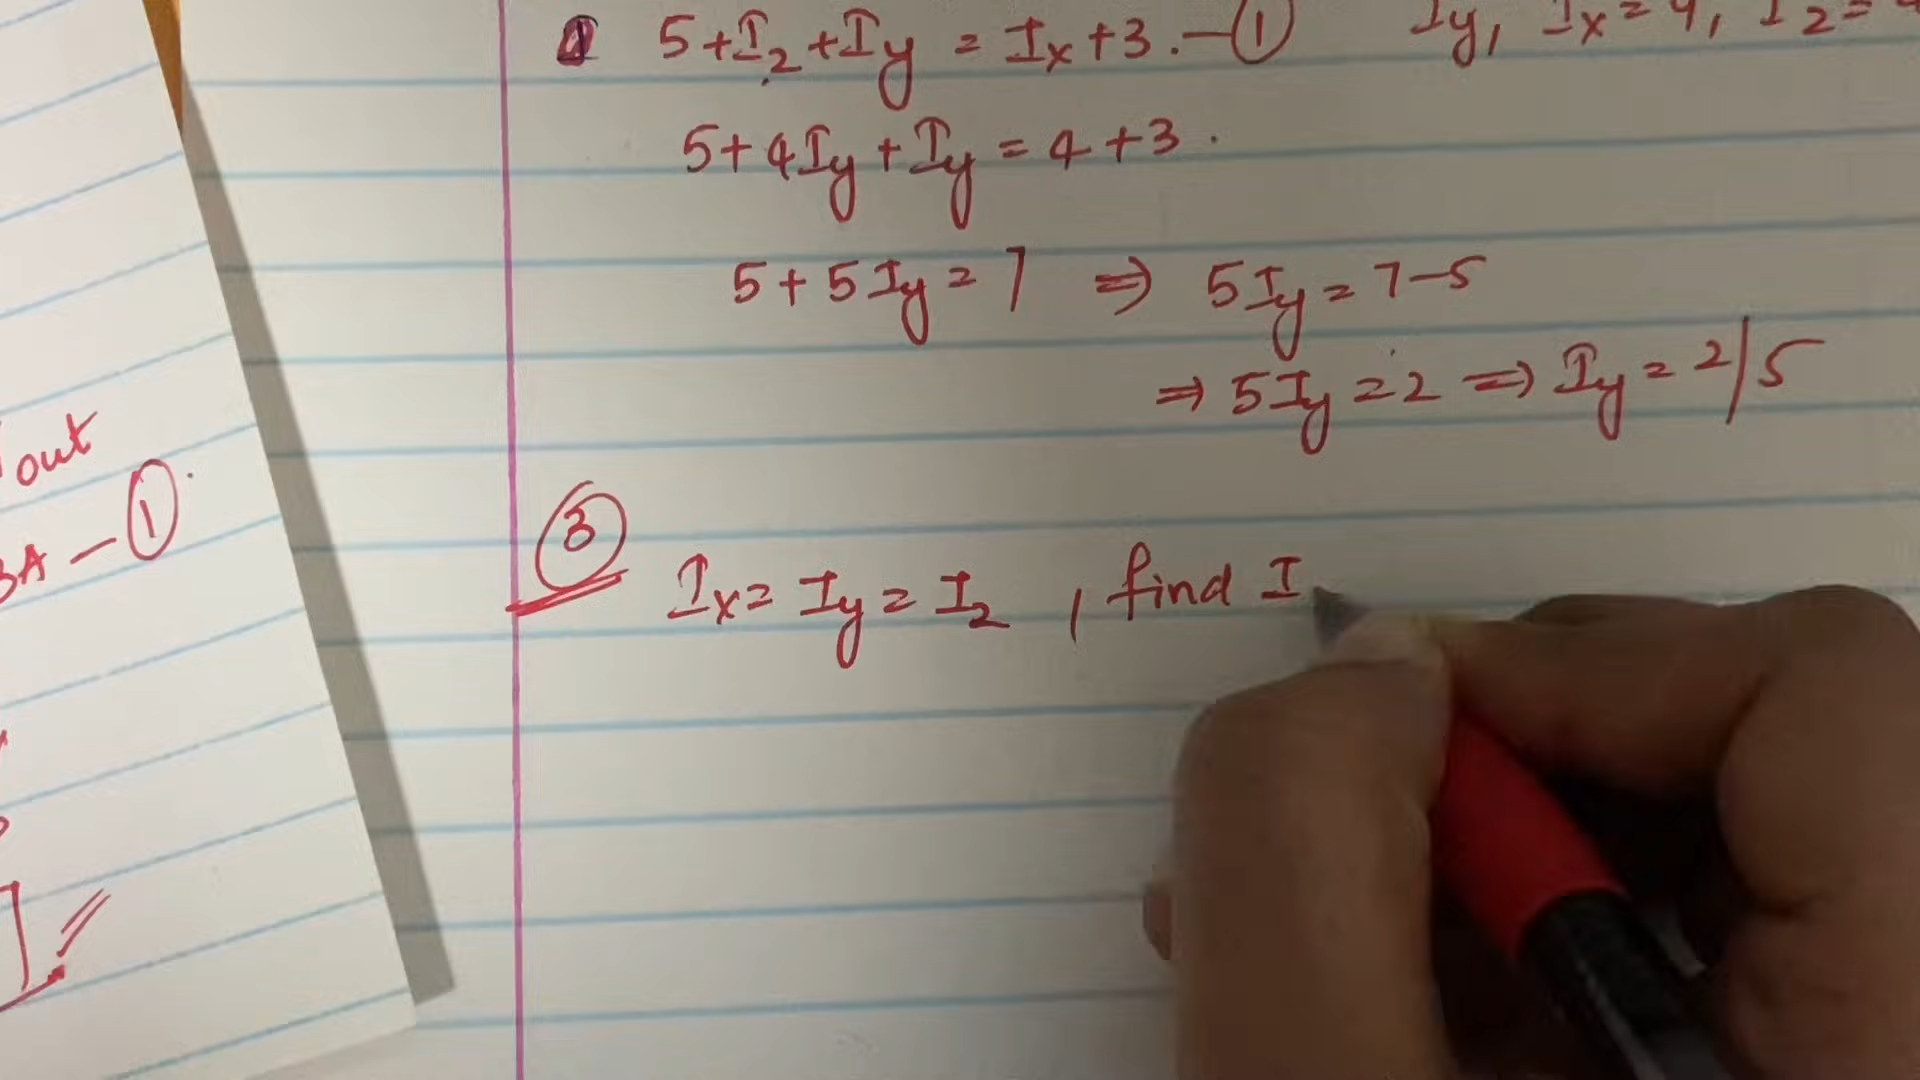 5+I₂+Iy = Ix+3.—①
Iy, Ix=4, I₂=
5+4Iy+Iy = 4+3.
5+5Iy=7 ⇒ 5Iy=7-5
⇒ 5Iy=2 ⇒ Iy=2/5
③ Ix=Iy=I₂, find I
out
3A—①